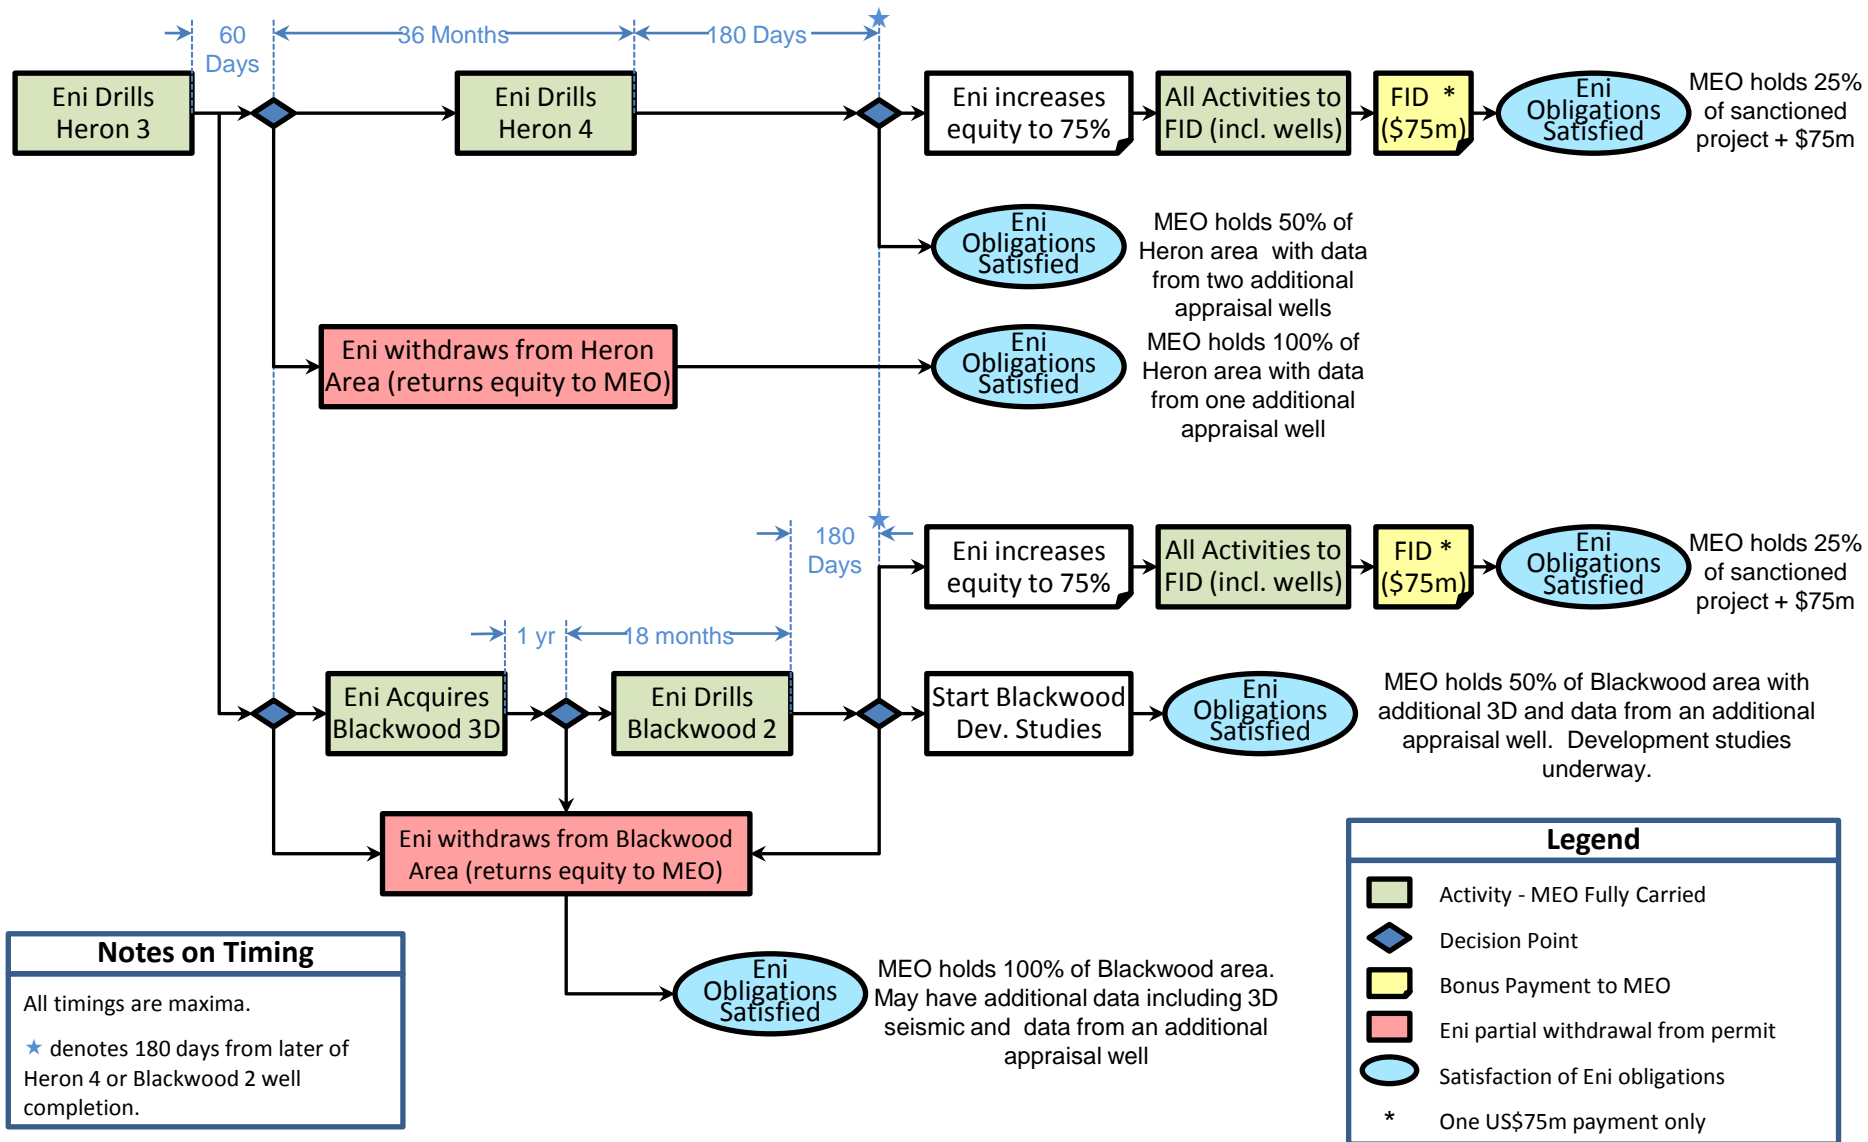 60
Days
36 Months
180 Days
Eni Drills
Heron 3
Eni Drills
Heron 4
Eni increases
equity to 75%
All Activities to
FID (incl. wells)
FID *
($75m)
Eni
Obligations
Satisfied
MEO holds 25%
of sanctioned
project + $75m
Eni
Obligations
Satisfied
MEO holds 50% of
Heron area with data
from two additional
appraisal wells
Eni withdraws from Heron
Area (returns equity to MEO)
Eni
Obligations
Satisfied
MEO holds 100% of
Heron area with data
from one additional
appraisal well
180
Days
Eni increases
equity to 75%
All Activities to
FID (incl. wells)
FID *
($75m)
Eni
Obligations
Satisfied
MEO holds 25%
of sanctioned
project + $75m
1 yr
18 months
Eni Acquires
Blackwood 3D
Eni Drills
Blackwood 2
Start Blackwood
Dev. Studies
Eni
Obligations
Satisfied
MEO holds 50% of Blackwood area with
additional 3D and data from an additional
appraisal well. Development studies
underway.
Eni withdraws from Blackwood
Area (returns equity to MEO)
Eni
Obligations
Satisfied
MEO holds 100% of Blackwood area.
May have additional data including 3D
seismic and data from an additional
appraisal well
Notes on Timing
All timings are maxima.
★ denotes 180 days from later of
Heron 4 or Blackwood 2 well
completion.
Legend
Activity - MEO Fully Carried
Decision Point
Bonus Payment to MEO
Eni partial withdrawal from permit
Satisfaction of Eni obligations
* One US$75m payment only